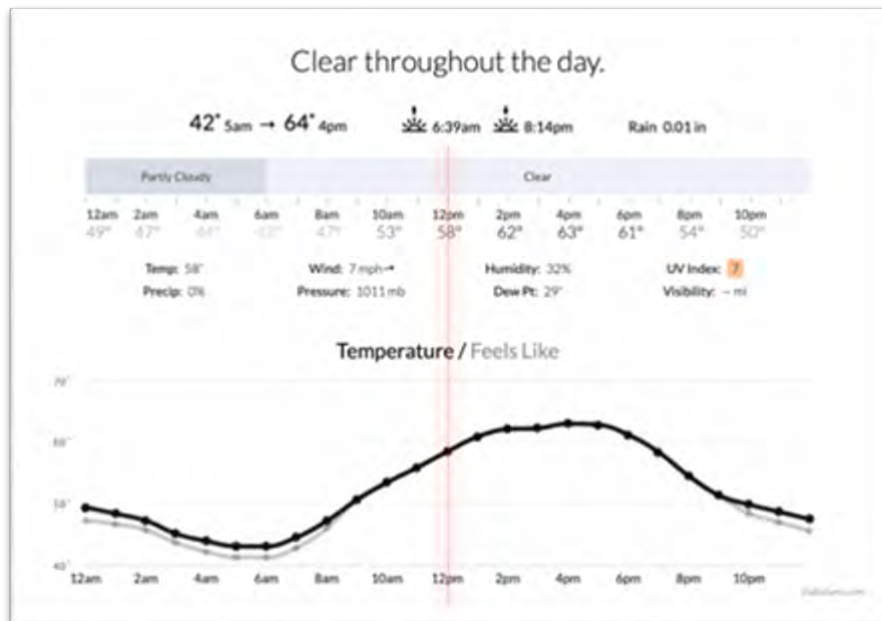 Clear throughout the day.
42˚ 5am → 64˚ 4pm 6:39am 8:14pm Rain 0.01 in
Partly Cloudy Clear
12am 2am 4am 6am 8am 10am 12pm 2pm 4pm 6pm 8pm 10pm
49° 47° 47° 53° 58° 62° 63° 61° 54° 50°
Temp: 58˚ Wind: 7 mph→ Humidity: 32% UV Index: 7
Precip: 0% Pressure: 1011 mb Dew Pt: 29˚ Visibility: – mi
Temperature / Feels Like
70˚
60˚
50˚
40˚
12am 2am 4am 6am 8am 10am 12pm 2pm 4pm 6pm 8pm 10pm